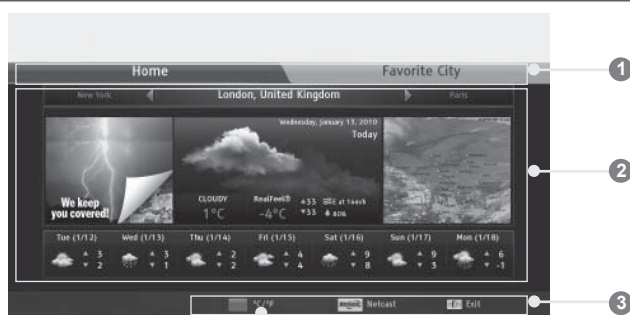 Home
Favorite City
1
New York
London, United Kingdom
Paris
2
Wednesday, January 13, 2010
Today
We keep
you covered!
CLOUDY
1°C
RealFeel®
-4°C
▲33
▼33
80%
Tue (1/12)
Wed (1/13)
Thu (1/14)
Fri (1/15)
Sat (1/16)
Sun (1/17)
Mon (1/18)
▲ 3
▼ 2
▲ 3
▼ 1
▲ 2
▼ 2
▲ 4
▼ 4
▲ 9
▼ 8
▲ 9
▼ 3
▲ 6
▼ -1
°C/°F
Netcast
Exit
3